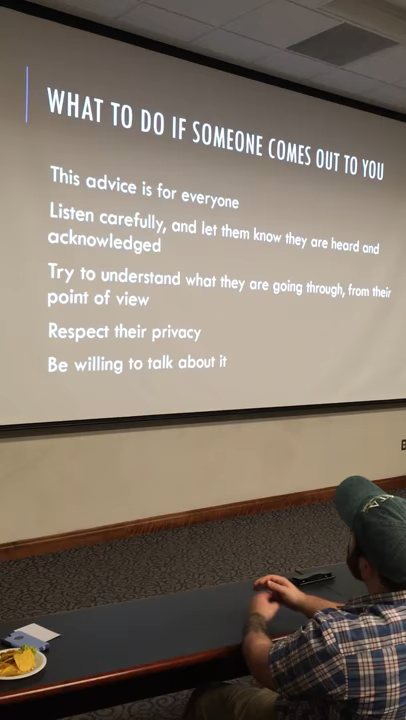 WHAT TO DO IF SOMEONE COMES OUT TO YOU
This advice is for everyone
Listen carefully, and let them know they are heard and
acknowledged
Try to understand what they are going through, from their
point of view
Respect their privacy
Be willing to talk about it